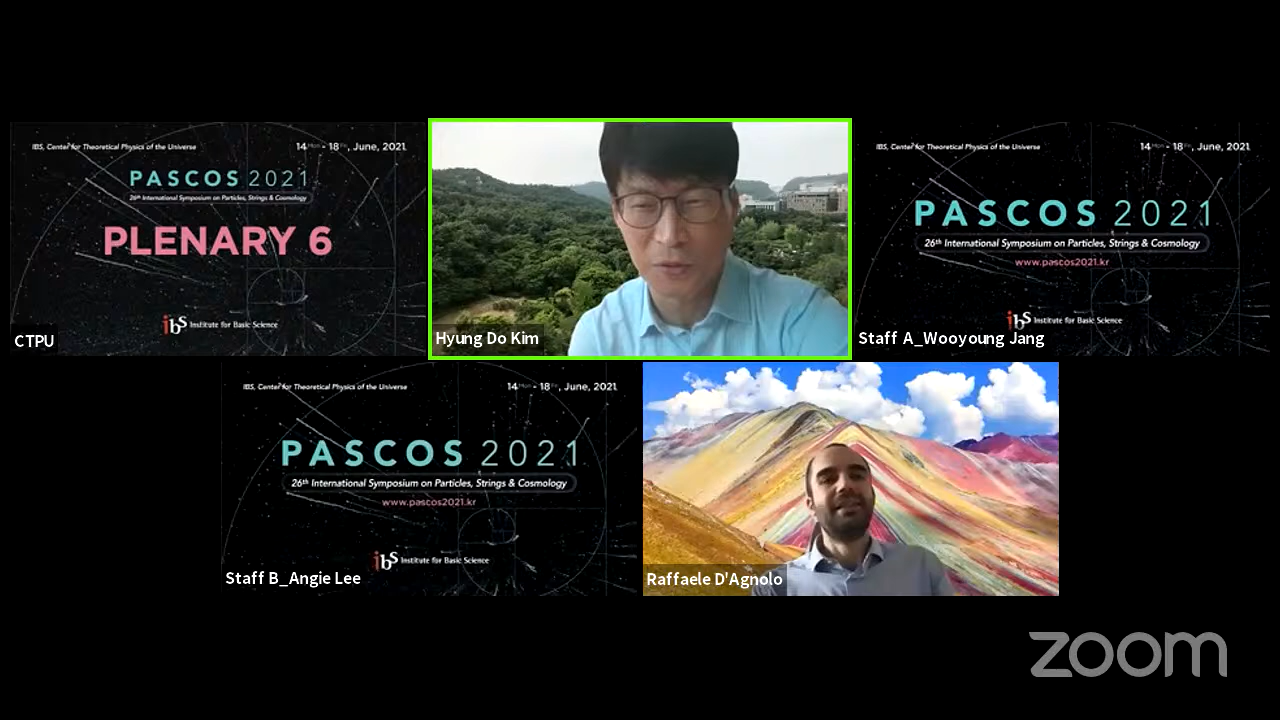 IBS, Center for Theoretical Physics of the Universe
14 Mon - 18 Fri, June, 2021
PASCOS 2021
26th International Symposium on Particles, Strings & Cosmology
PLENARY 6
ibS Institute for Basic Science
CTPU
Hyung Do Kim
IBS, Center for Theoretical Physics of the Universe
14 Mon - 18 Fri, June, 2021
PASCOS 2021
26th International Symposium on Particles, Strings & Cosmology
www.pascos2021.kr
ibS Institute for Basic Science
Staff A_Wooyoung Jang
IBS, Center for Theoretical Physics of the Universe
14 Mon - 18 Fri, June, 2021
PASCOS 2021
26th International Symposium on Particles, Strings & Cosmology
www.pascos2021.kr
ibS Institute for Basic Science
Staff B_Angie Lee
Raffaele D'Agnolo
zoom